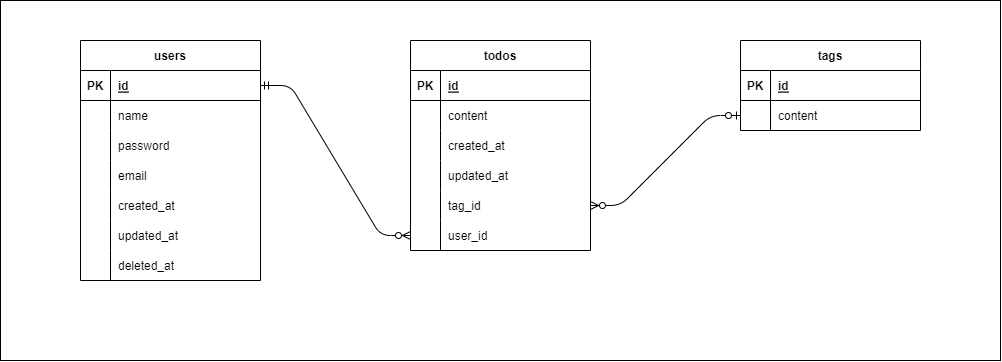 users
PK id
name
password
email
created_at
updated_at
deleted_at
todos
PK id
content
created_at
updated_at
tag_id
user_id
tags
PK id
content